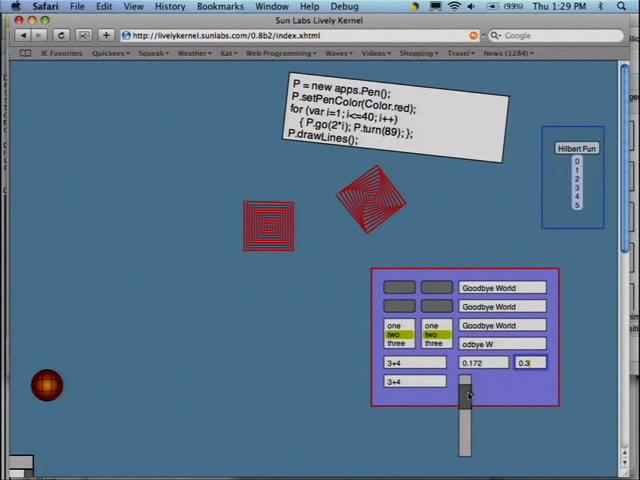 Safari File Edit View History Bookmarks Window Help Debug (99%) Thu 1:29 PM
Sun Labs Lively Kernel
http://livelykernel.sunlabs.com/0.8b2/index.xhtml
Google
IE Favorites Quickees Squeak Weather Kat Web Programming Waves Videos Shopping Travel News (1284)
P = new apps.Pen();
P.setPenColor(Color.red);
for (var i=1; i<=40; i++)
{ P.go(2*i); P.turn(89); };
P.drawLines();
Hilbert Fun
0
1
2
3
4
5
Goodbye World
Goodbye World
one one Goodbye World
two two
three three odbye W
3+4 0.172 0.3
3+4